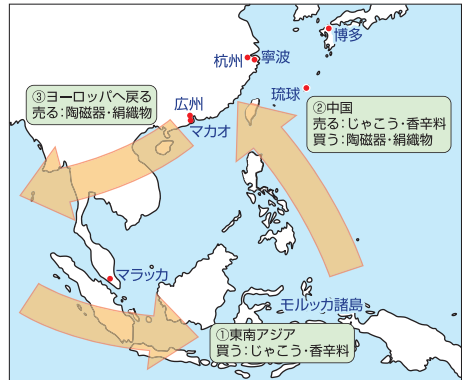 博多
杭州
寧波
③ヨーロッパへ戻る
売る：陶磁器・絹織物
琉球
広州
マカオ
②中国
売る：じゃこう・香辛料
買う：陶磁器・絹織物
マラッカ
モルッカ諸島
①東南アジア
買う：じゃこう・香辛料